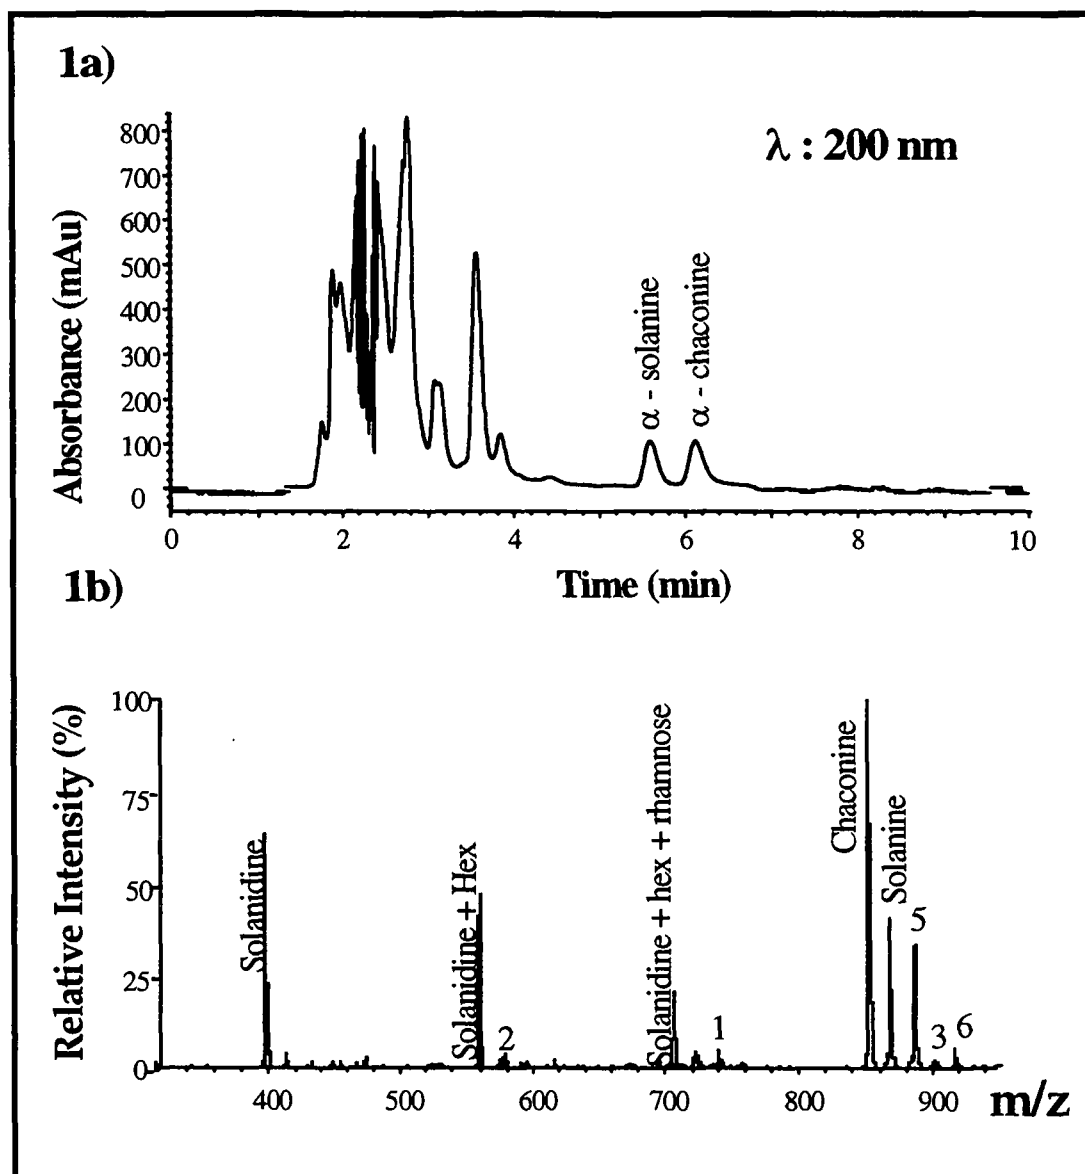 1a)
λ : 200 nm
Absorbance (mAu)
800
700
600
500
400
300
200
100
0
α - solanine
α - chaconine
0
2
4
6
8
10
Time (min)
1b)
Relative Intensity (%)
100
75
50
25
0
Solanidine
Solanidine + Hex
2
Solanidine + hex + rhamnose
1
Chaconine
Solanine
5
3
6
400
500
600
700
800
900
m/z